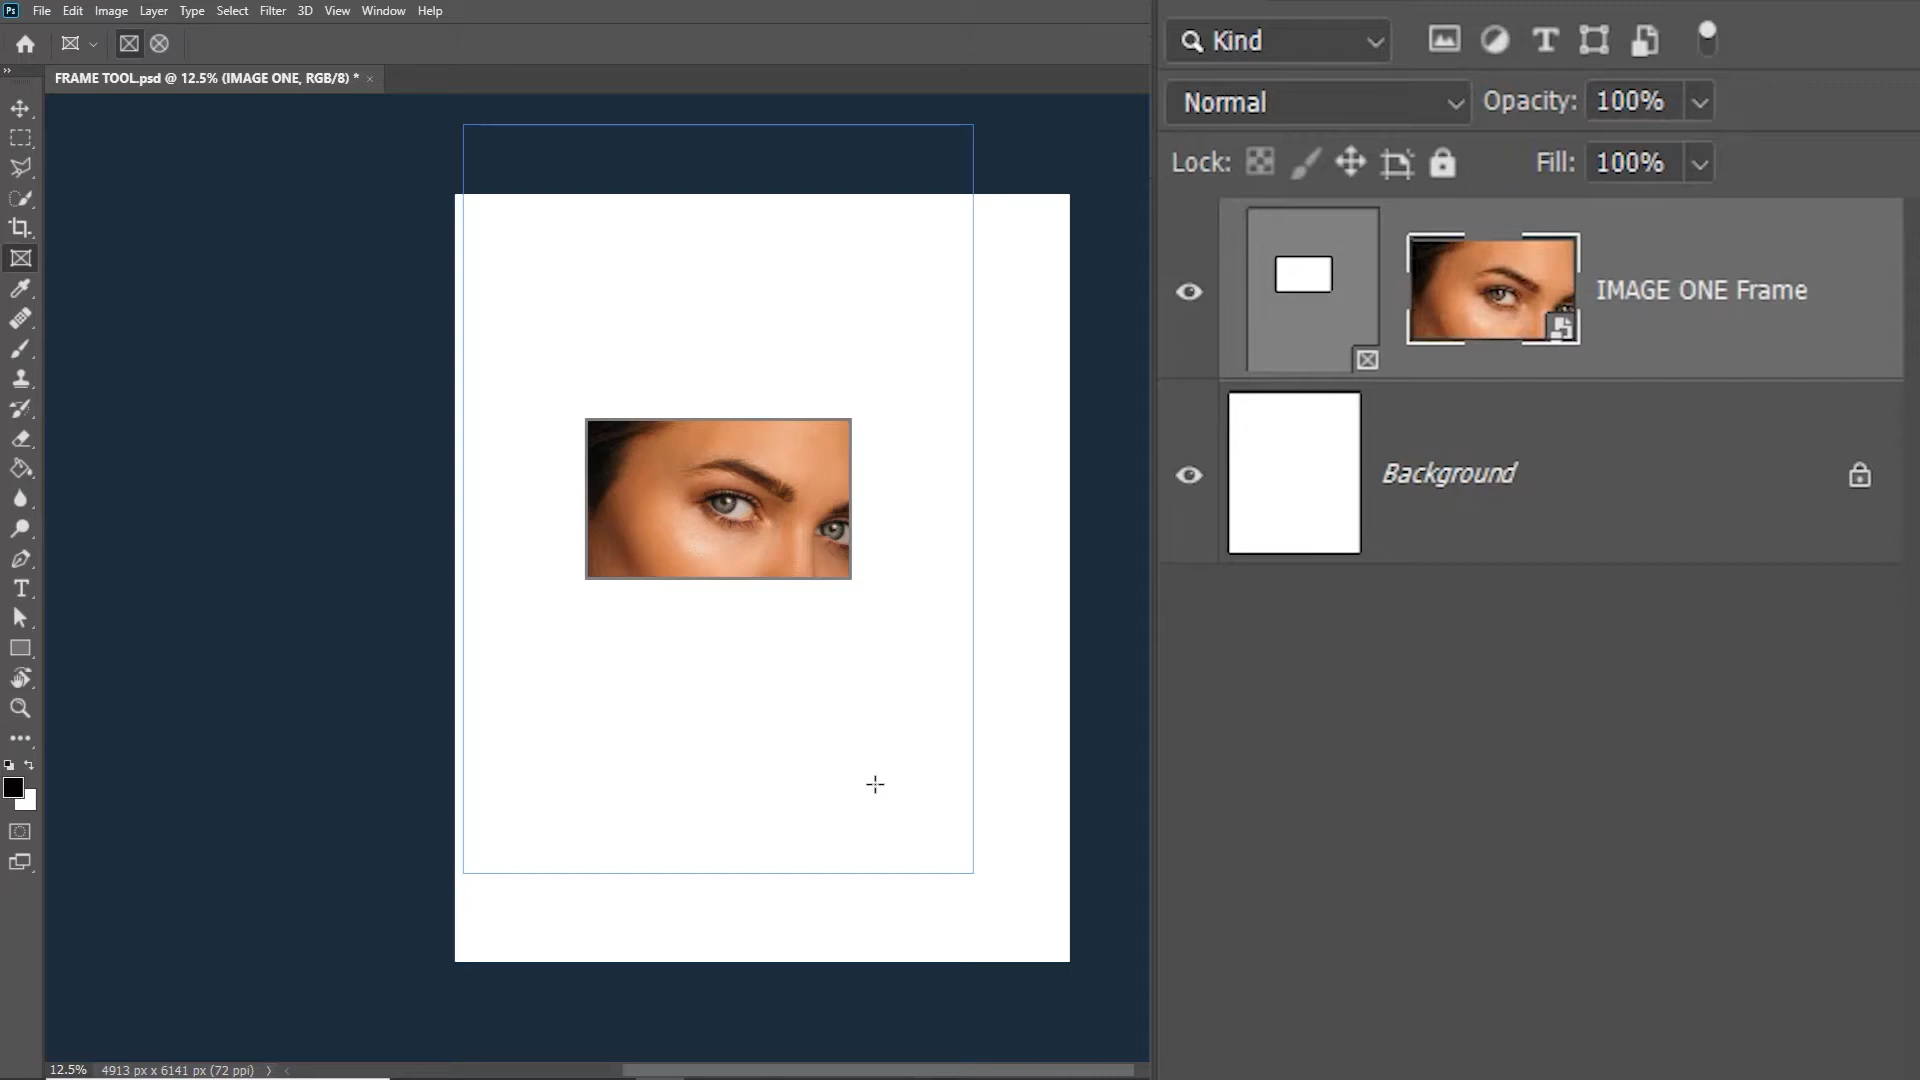 Ps File Edit Image Layer Type Select Filter 3D View Window Help
FRAME TOOL.psd @ 12.5% (IMAGE ONE, RGB/8) * ×
12.5% 4913 px x 6141 px (72 ppi)
Kind
Normal Opacity: 100%
Lock: Fill: 100%
IMAGE ONE Frame
Background